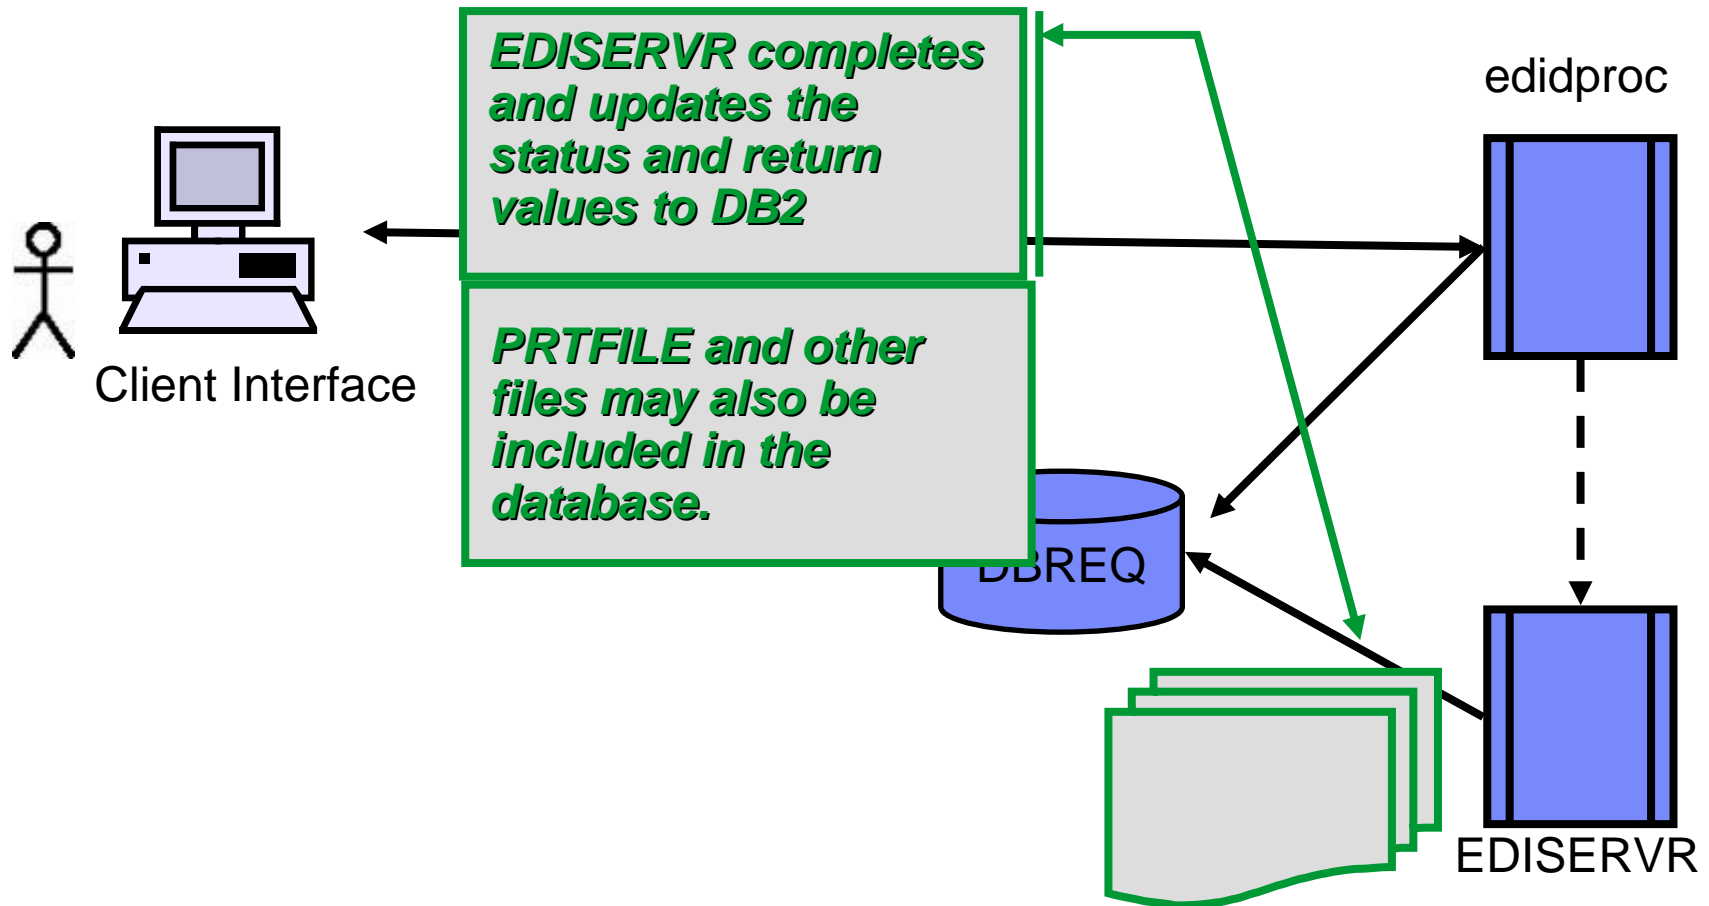 EDISERVR completes
and updates the
status and return
values to DB2
edidproc
Client Interface
PRTFILE and other
files may also be
included in the
database.
DBREQ
EDISERVR